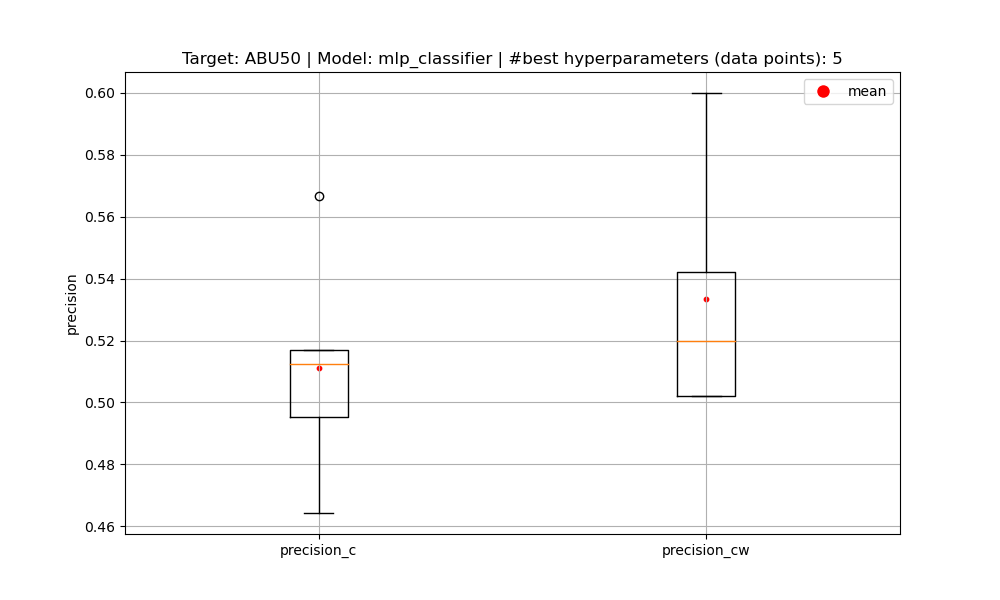 Target: ABU50 | Model: mlp_classifier | #best hyperparameters (data points): 5
mean
0.60
0.58
0.56
0.54
0.52
0.50
0.48
0.46
precision
precision_c
precision_cw